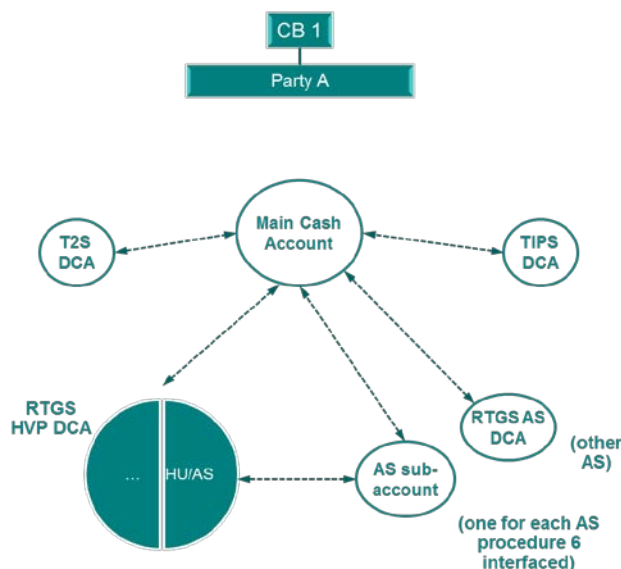 CB 1
Party A
Main Cash
Account
T2S
DCA
TIPS
DCA
RTGS
HVP DCA
...
HU/AS
AS sub-
account
RTGS AS
DCA
(other
AS)
(one for each AS
procedure 6
interfaced)